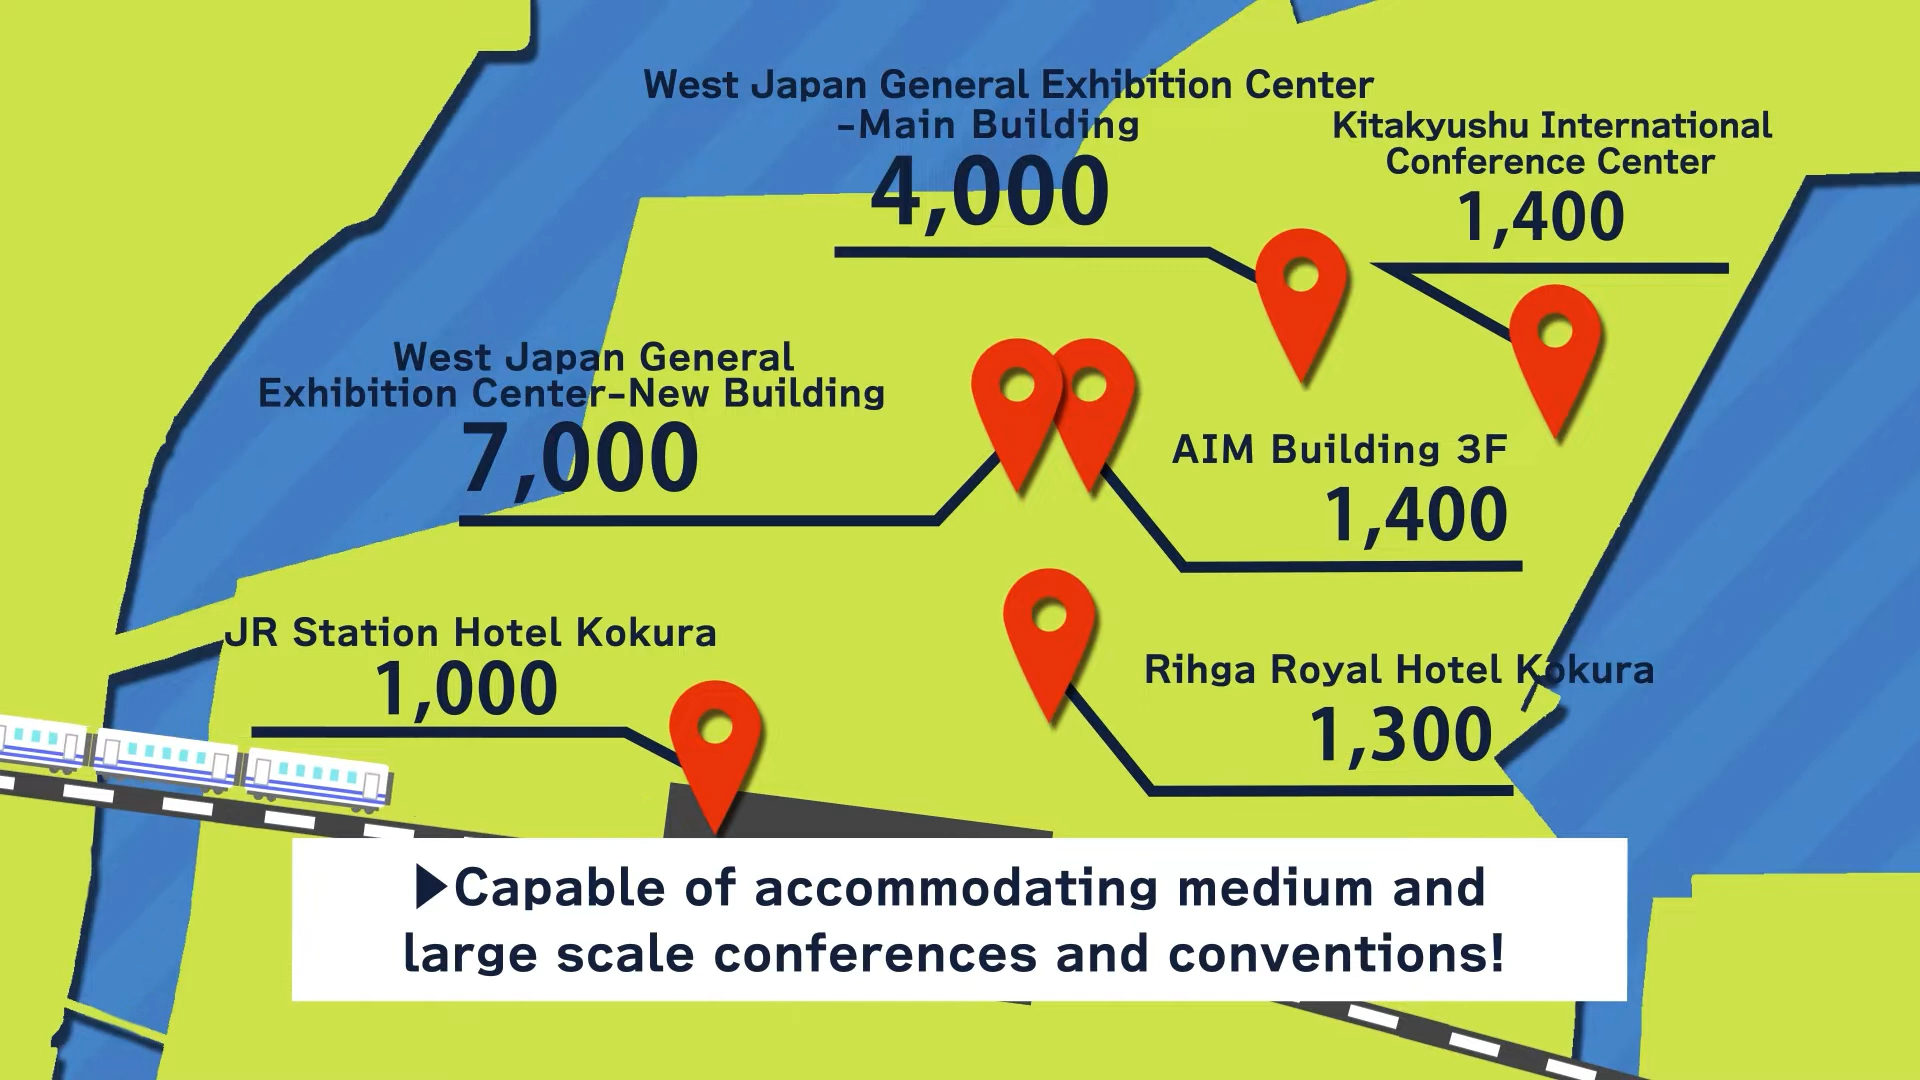 West Japan General Exhibition Center
-Main Building
4,000
Kitakyushu International
Conference Center
1,400
West Japan General
Exhibition Center-New Building
7,000
AIM Building 3F
1,400
JR Station Hotel Kokura
1,000
Rihga Royal Hotel Kokura
1,300
▶Capable of accommodating medium and
large scale conferences and conventions!